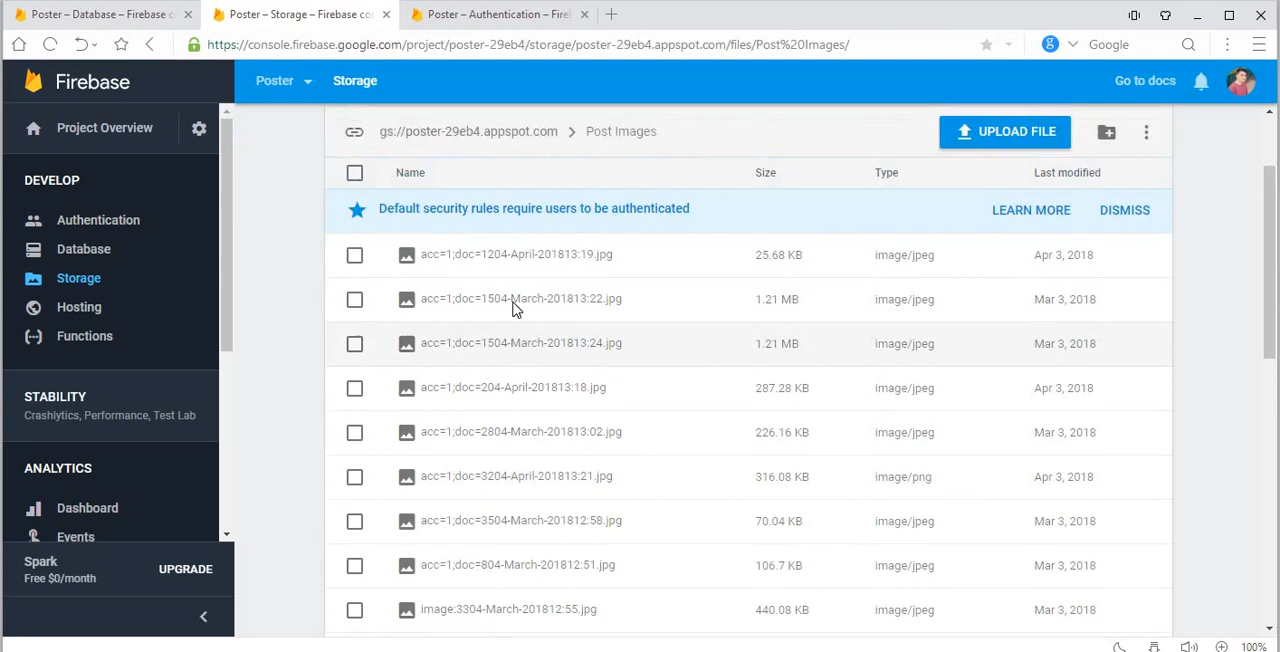 Poster – Database – Firebase c
Poster – Storage – Firebase co
Poster – Authentication – Fire
https://console.firebase.google.com/project/poster-29eb4/storage/poster-29eb4.appspot.com/files/Post%20Images/
g
Google
Firebase
Poster
Storage
Go to docs
Project Overview
gs://poster-29eb4.appspot.com
Post Images
UPLOAD FILE
DEVELOP
Authentication
Database
Storage
Hosting
Functions
STABILITY
Crashlytics, Performance, Test Lab
ANALYTICS
Dashboard
Events
Spark
Free $0/month
UPGRADE
Name Size Type Last modified
Default security rules require users to be authenticated LEARN MORE DISMISS
acc=1;doc=1204-April-201813:19.jpg 25.68 KB image/jpeg Apr 3, 2018
acc=1;doc=1504-March-201813:22.jpg 1.21 MB image/jpeg Mar 3, 2018
acc=1;doc=1504-March-201813:24.jpg 1.21 MB image/jpeg Mar 3, 2018
acc=1;doc=204-April-201813:18.jpg 287.28 KB image/jpeg Apr 3, 2018
acc=1;doc=2804-March-201813:02.jpg 226.16 KB image/jpeg Mar 3, 2018
acc=1;doc=3204-April-201813:21.jpg 316.08 KB image/png Apr 3, 2018
acc=1;doc=3504-March-201812:58.jpg 70.04 KB image/jpeg Mar 3, 2018
acc=1;doc=804-March-201812:51.jpg 106.7 KB image/jpeg Mar 3, 2018
image:3304-March-201812:55.jpg 440.08 KB image/jpeg Mar 3, 2018
100%